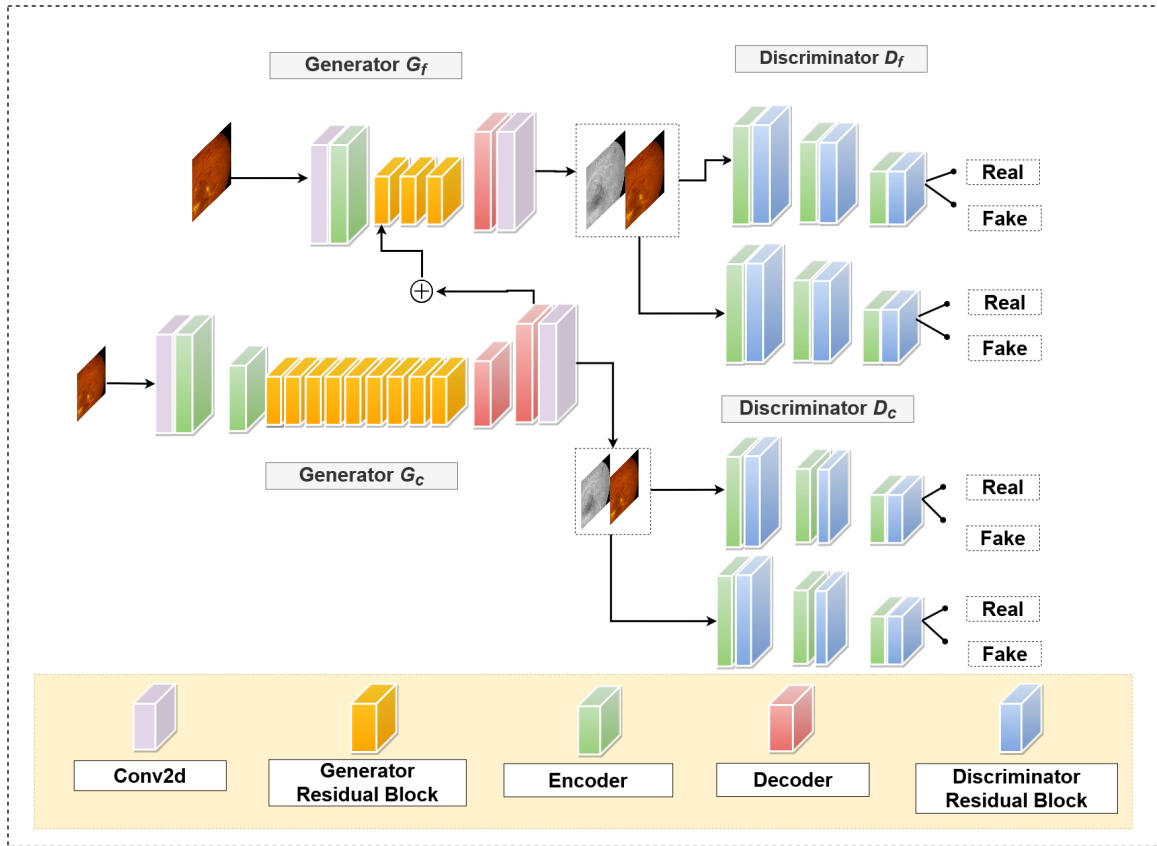 Generator Gf
Discriminator Df
Real
Fake
Real
Fake
Discriminator Dc
Generator Gc
Real
Fake
Real
Fake
Conv2d
Generator
Residual Block
Encoder
Decoder
Discriminator
Residual Block